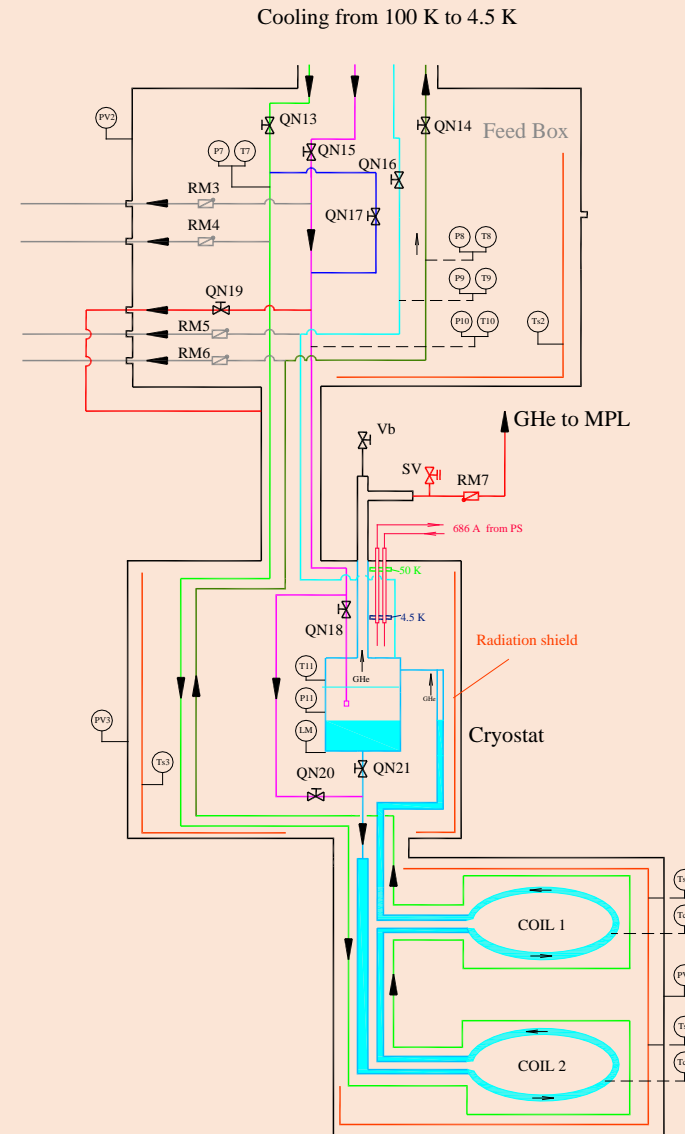 Cooling from 100 K to 4.5 K
PV2
QN13
QN14
Feed Box
P7 T7
QN15
QN16
RM3
QN17
RM4
P8 T8
P9 T9
QN19
P10 T10
Ts2
RM5
RM6
GHe to MPL
Vb
SV
RM7
686 A from PS
50 K
4.5 K
QN18
Radiation shield
T11
GHe
P11
GHe
PV3
LM
Cryostat
Ts3
QN21
QN20
COIL 1
COIL 2